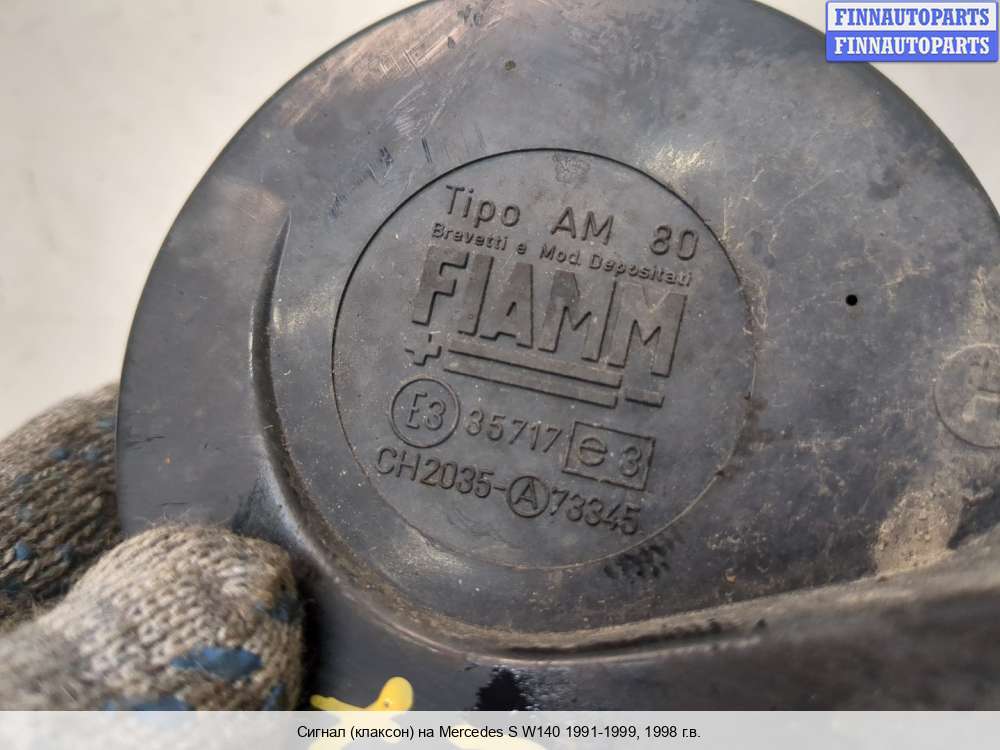 FINNAUTOPARTS
FINNAUTOPARTS
Tipo AM 80
Brevetti e Mod. Depositati
FIAMM
+ -
E3 35717 e3
CH2035-A73345
Сигнал (клаксон) на Mercedes S W140 1991-1999, 1998 г.в.